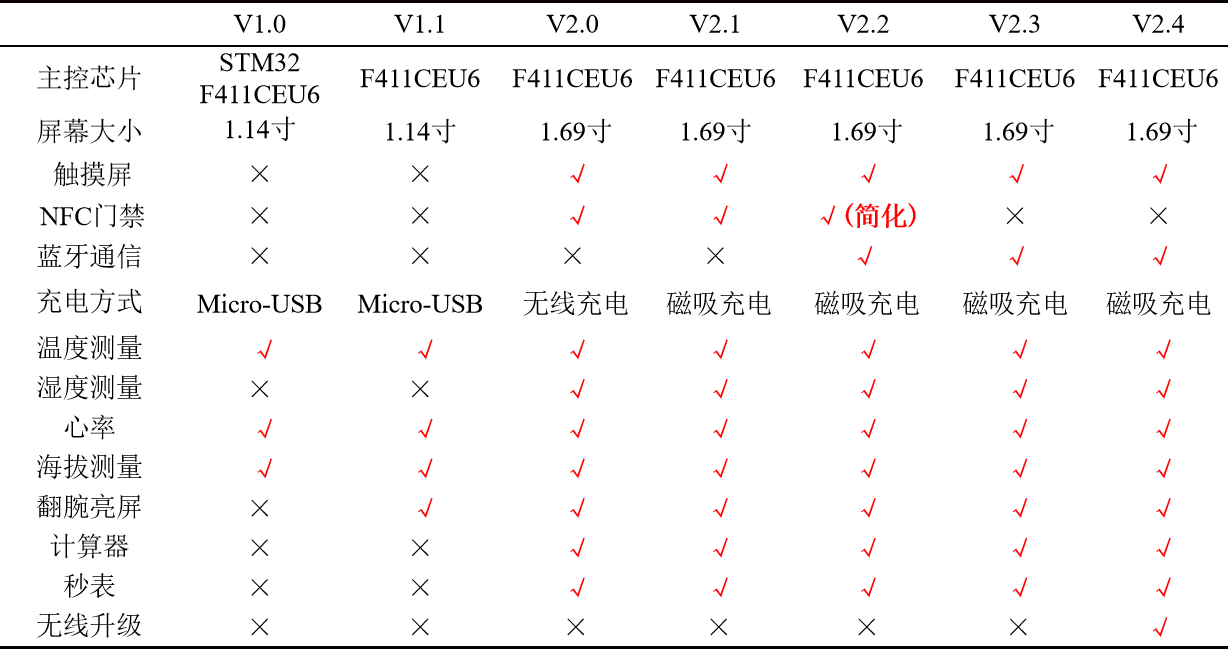 V1.0 V1.1 V2.0 V2.1 V2.2 V2.3 V2.4
主控芯片 STM32 F411CEU6 F411CEU6 F411CEU6 F411CEU6 F411CEU6 F411CEU6 F411CEU6
屏幕大小 1.14寸 1.14寸 1.69寸 1.69寸 1.69寸 1.69寸 1.69寸
触摸屏 × × √ √ √ √ √
NFC门禁 × × √ √ √(简化) × ×
蓝牙通信 × × × × √ √ √
充电方式 Micro-USB Micro-USB 无线充电 磁吸充电 磁吸充电 磁吸充电 磁吸充电
温度测量 √ √ √ √ √ √ √
湿度测量 × × √ √ √ √ √
心率 √ √ √ √ √ √ √
海拔测量 √ √ √ √ √ √ √
翻腕亮屏 × √ √ √ √ √ √
计算器 × × √ √ √ √ √
秒表 × × √ √ √ √ √
无线升级 × × × × × × √